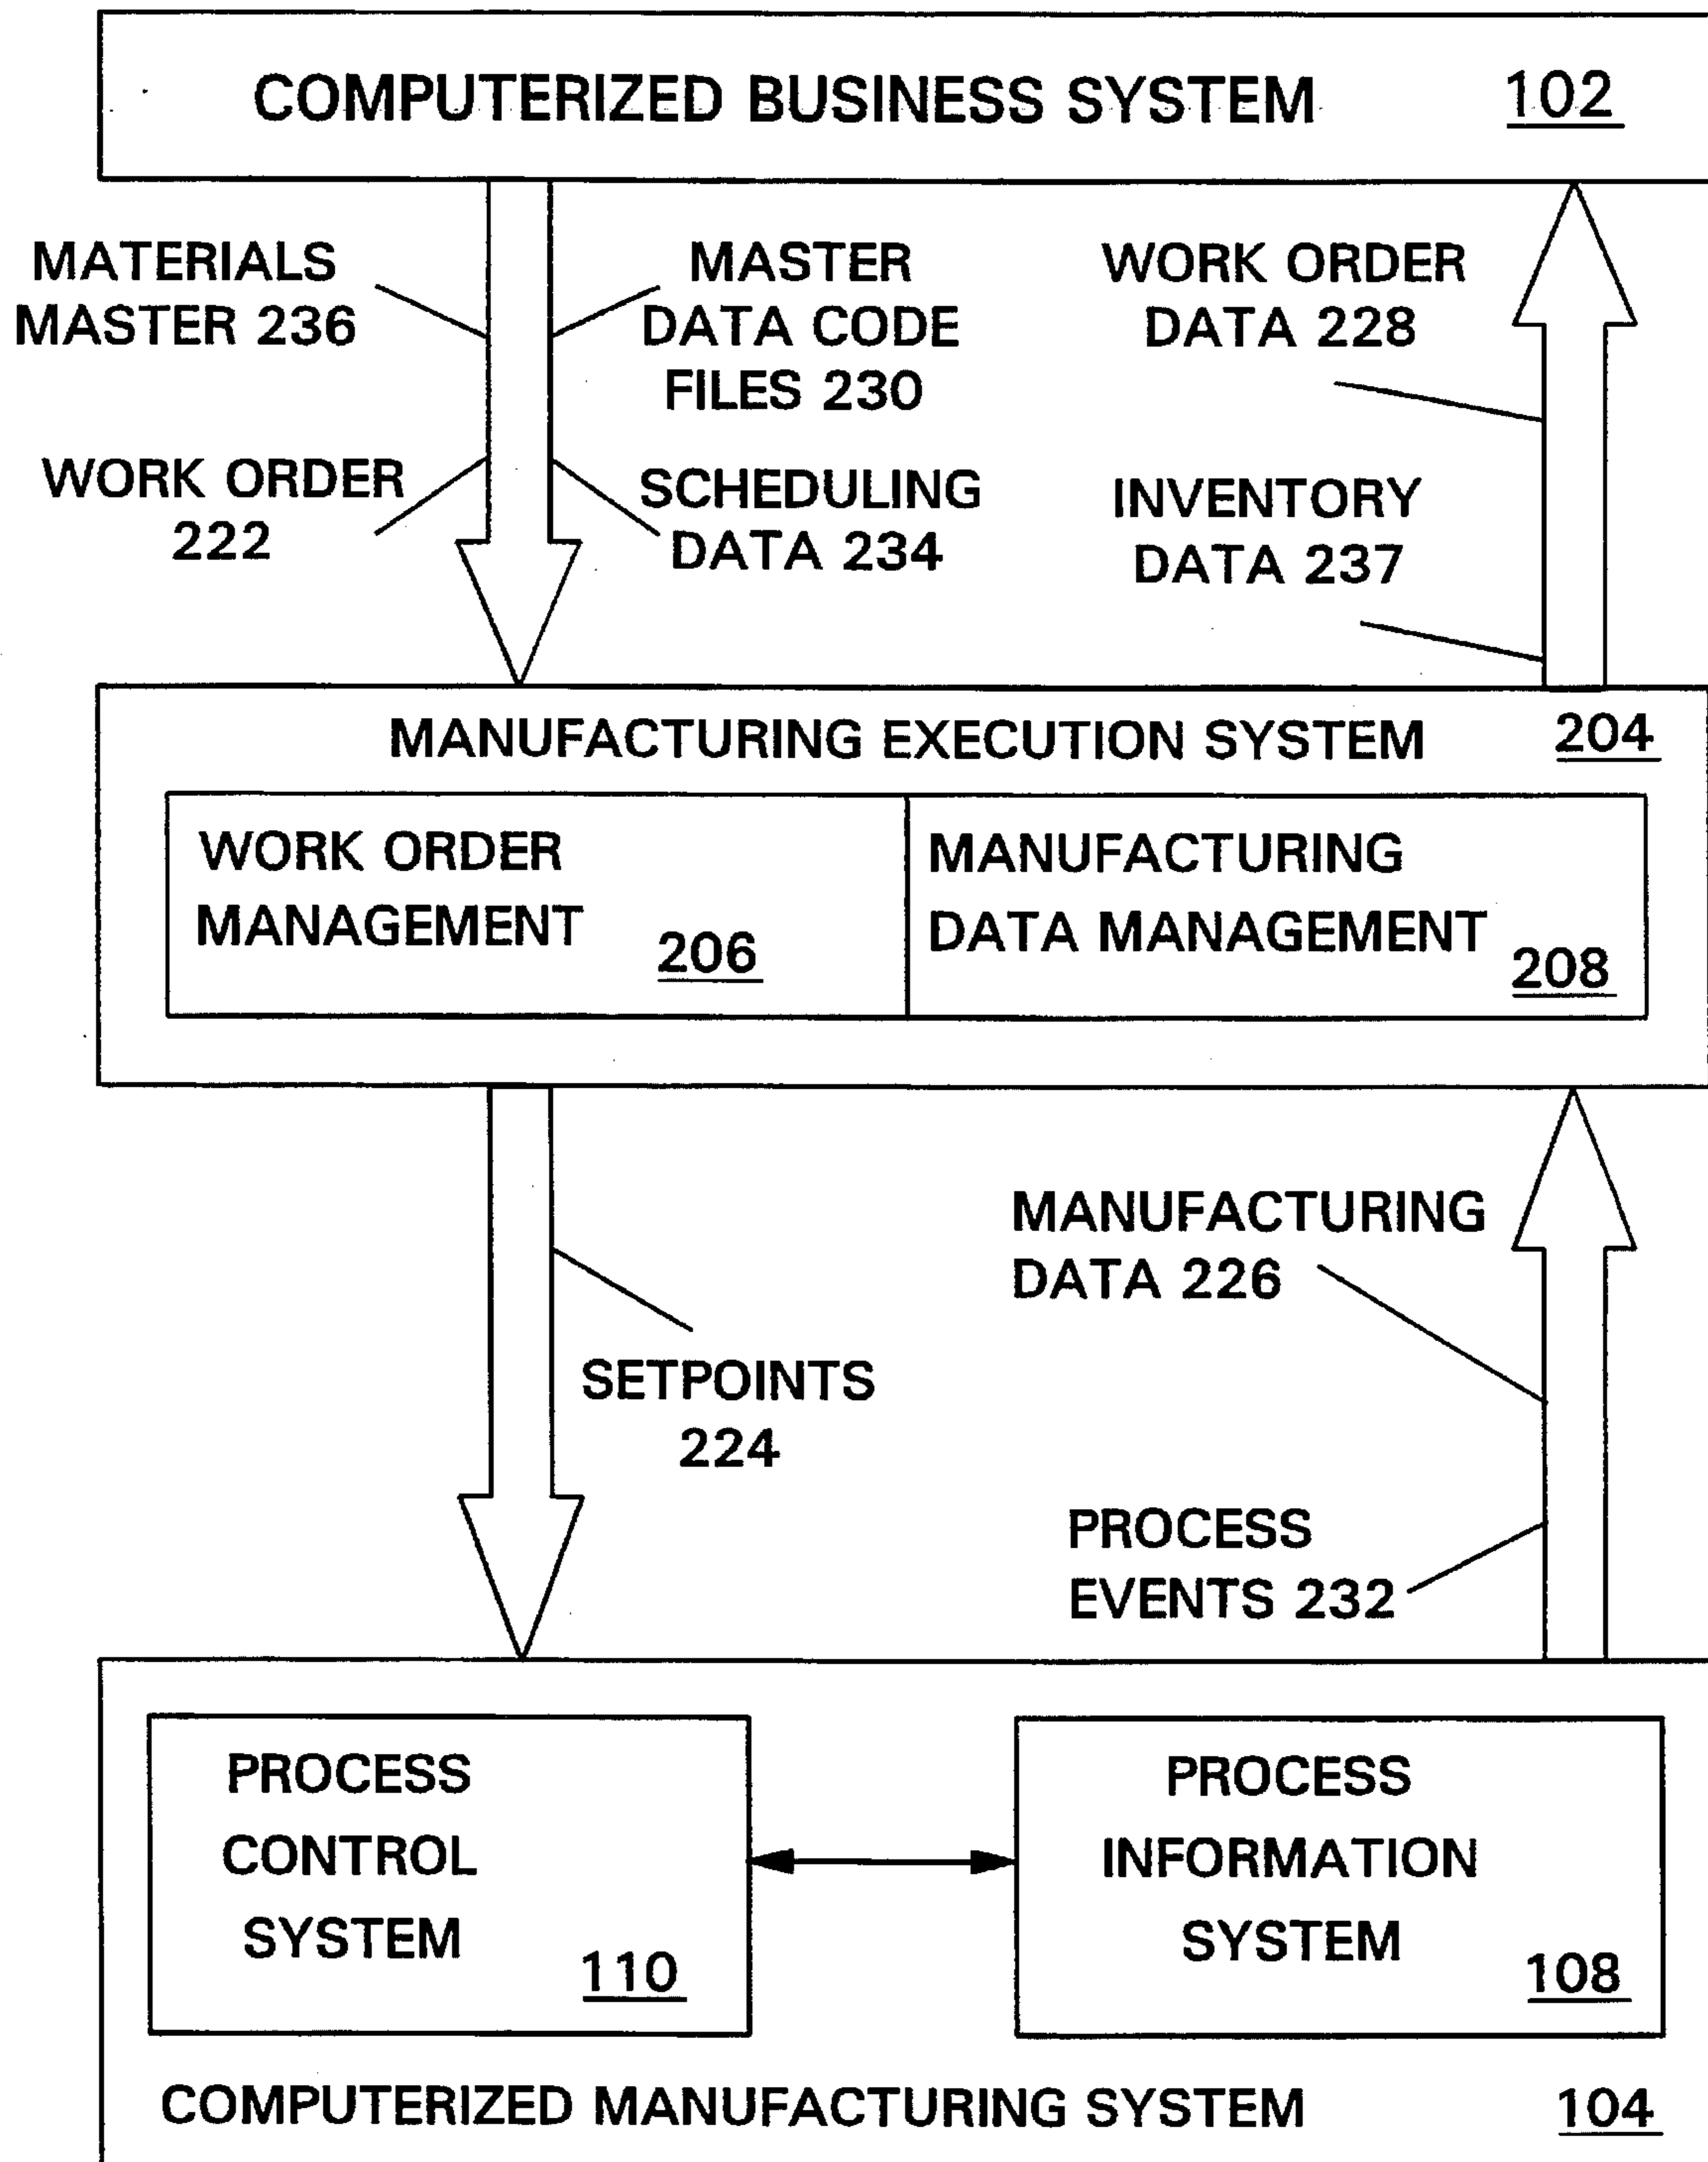 COMPUTERIZED BUSINESS SYSTEM 102
MATERIALS
MASTER 236
MASTER
DATA CODE
FILES 230
WORK ORDER
DATA 228
WORK ORDER
222
SCHEDULING
DATA 234
INVENTORY
DATA 237
MANUFACTURING EXECUTION SYSTEM 204
WORK ORDER
MANAGEMENT 206
MANUFACTURING
DATA MANAGEMENT 208
MANUFACTURING
DATA 226
SETPOINTS
224
PROCESS
EVENTS 232
PROCESS
CONTROL
SYSTEM
110
PROCESS
INFORMATION
SYSTEM
108
COMPUTERIZED MANUFACTURING SYSTEM 104